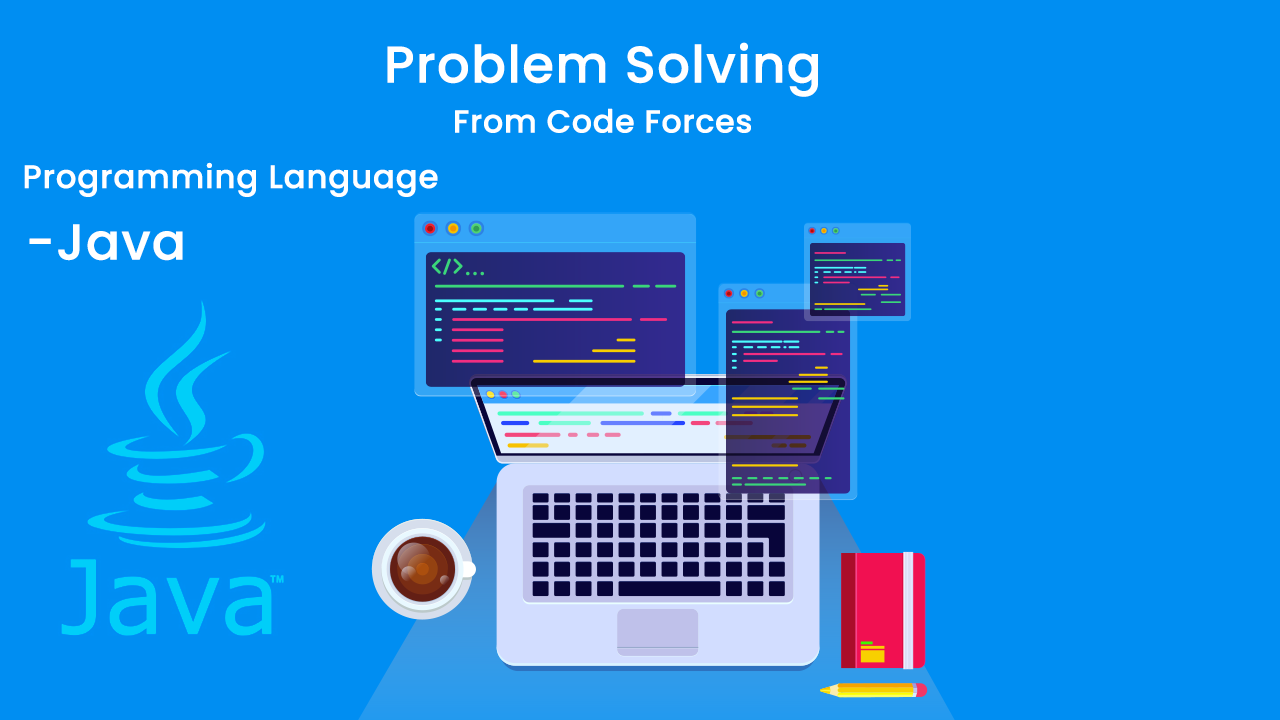 Problem Solving
From Code Forces
Programming Language
-Java
</>...
Java™